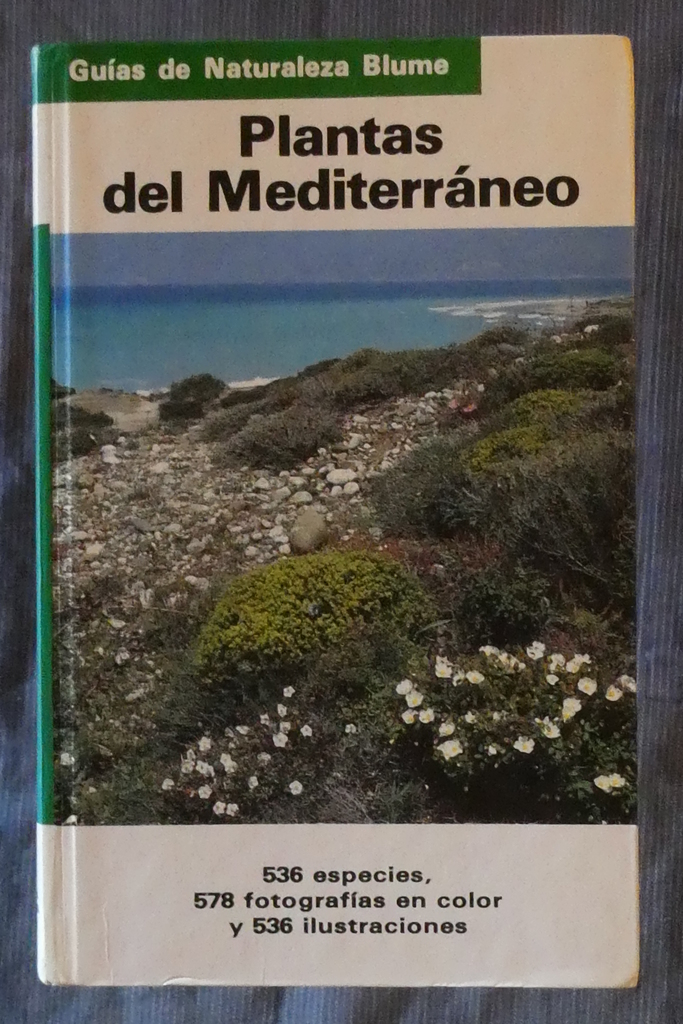 Guías de Naturaleza Blume
Plantas
del Mediterráneo
536 especies,
578 fotografías en color
y 536 ilustraciones